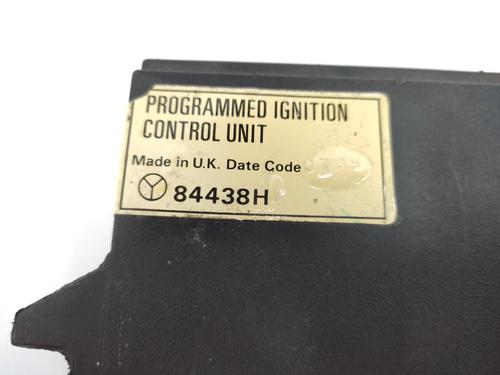 PROGRAMMED IGNITION
CONTROL UNIT
Made in U.K. Date Code
84438H